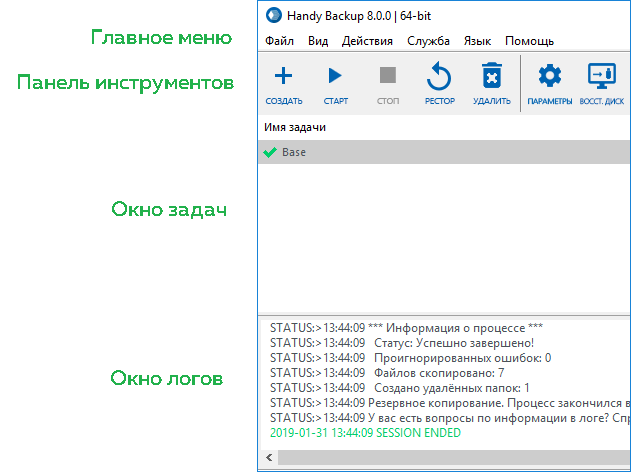 Handy Backup 8.0.0 | 64-bit
Главное меню
Файл Вид Действия Служба Язык Помощь
Панель инструментов
СОЗДАТЬ СТАРТ СТОП РЕСТОР УДАЛИТЬ ПАРАМЕТРЫ ВОССТ. ДИСК
Имя задачи
Base
Окно задач
Окно логов
STATUS:>13:44:09 *** Информация о процессе ***
STATUS:>13:44:09 Статус: Успешно завершено!
STATUS:>13:44:09 Проигнорированных ошибок: 0
STATUS:>13:44:09 Файлов скопировано: 7
STATUS:>13:44:09 Создано удалённых папок: 1
STATUS:>13:44:09 Резервное копирование. Процесс закончился в
STATUS:>13:44:09 У вас есть вопросы по информации в логе? Спр
2019-01-31 13:44:09 SESSION ENDED